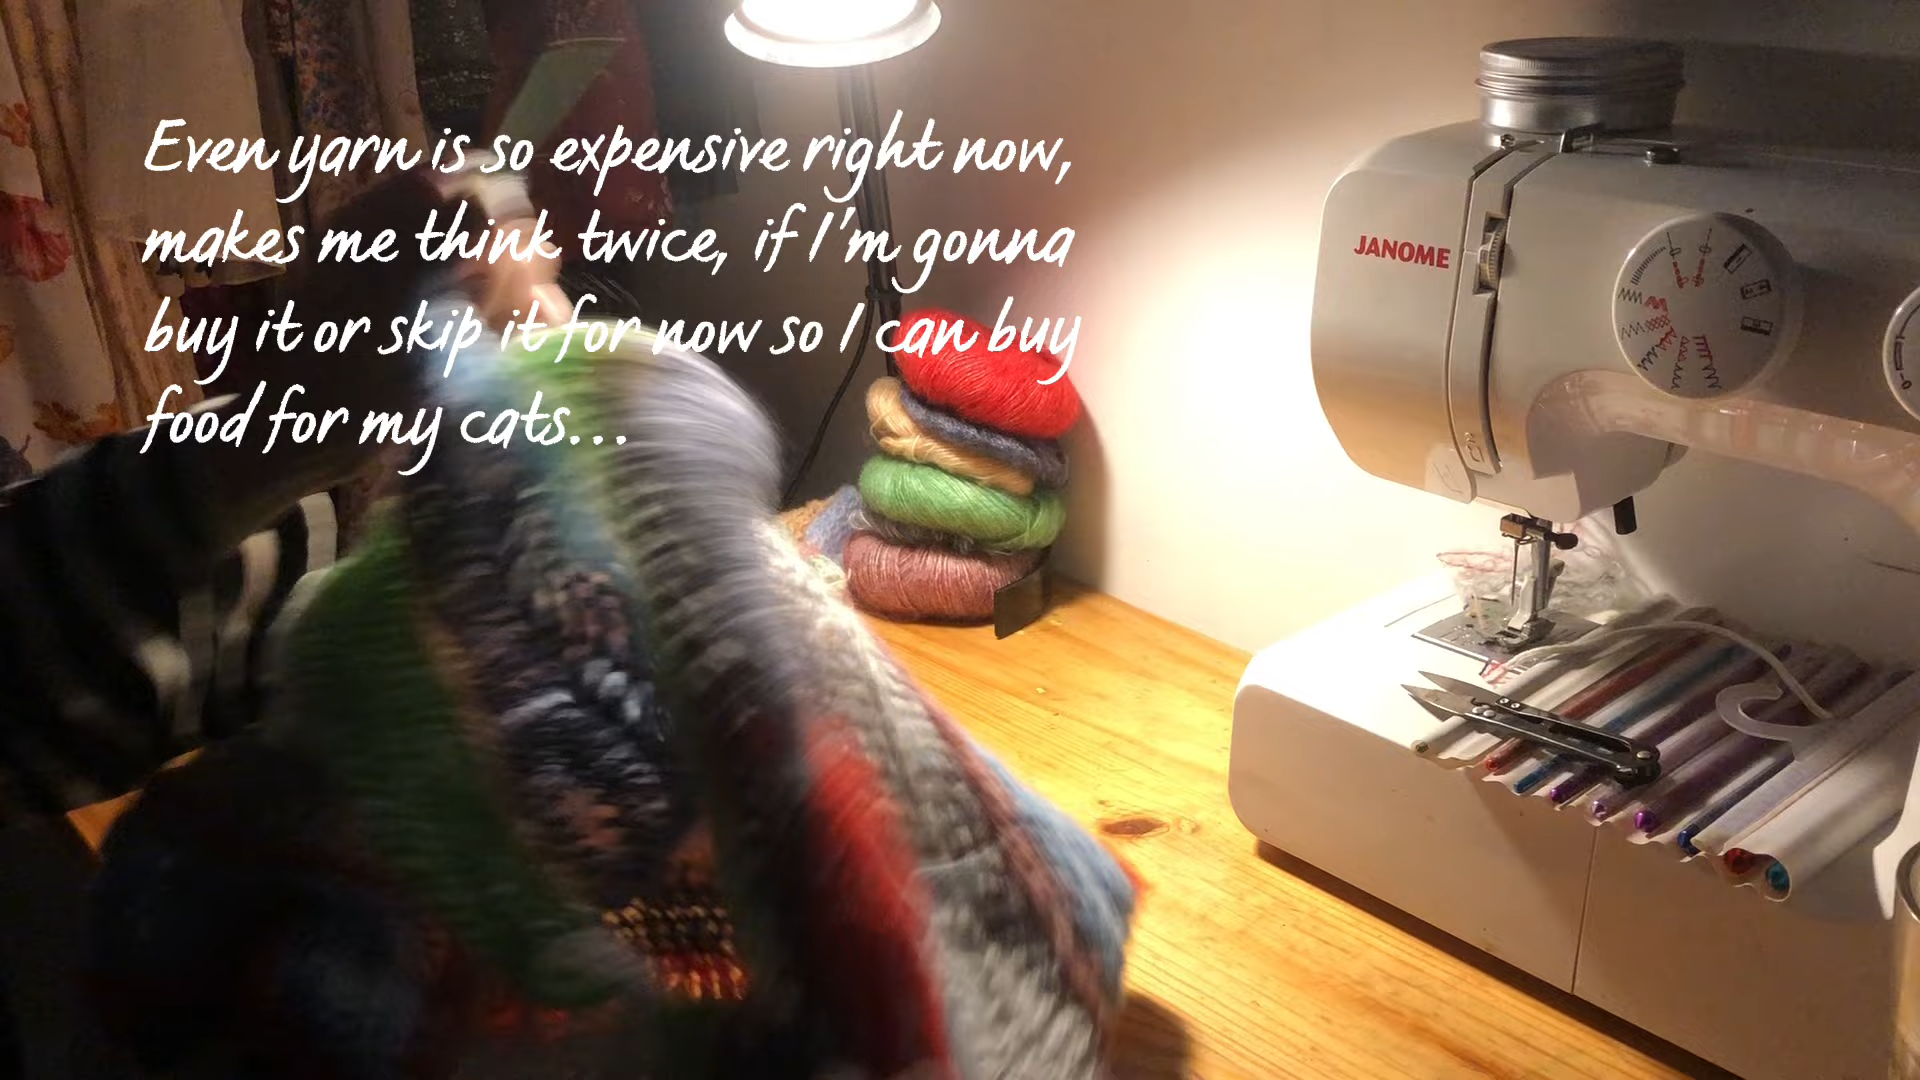 Even yarn is so expensive right now,
makes me think twice, if I'm gonna
buy it or skip it for now so I can buy
food for my cats...
JANOME